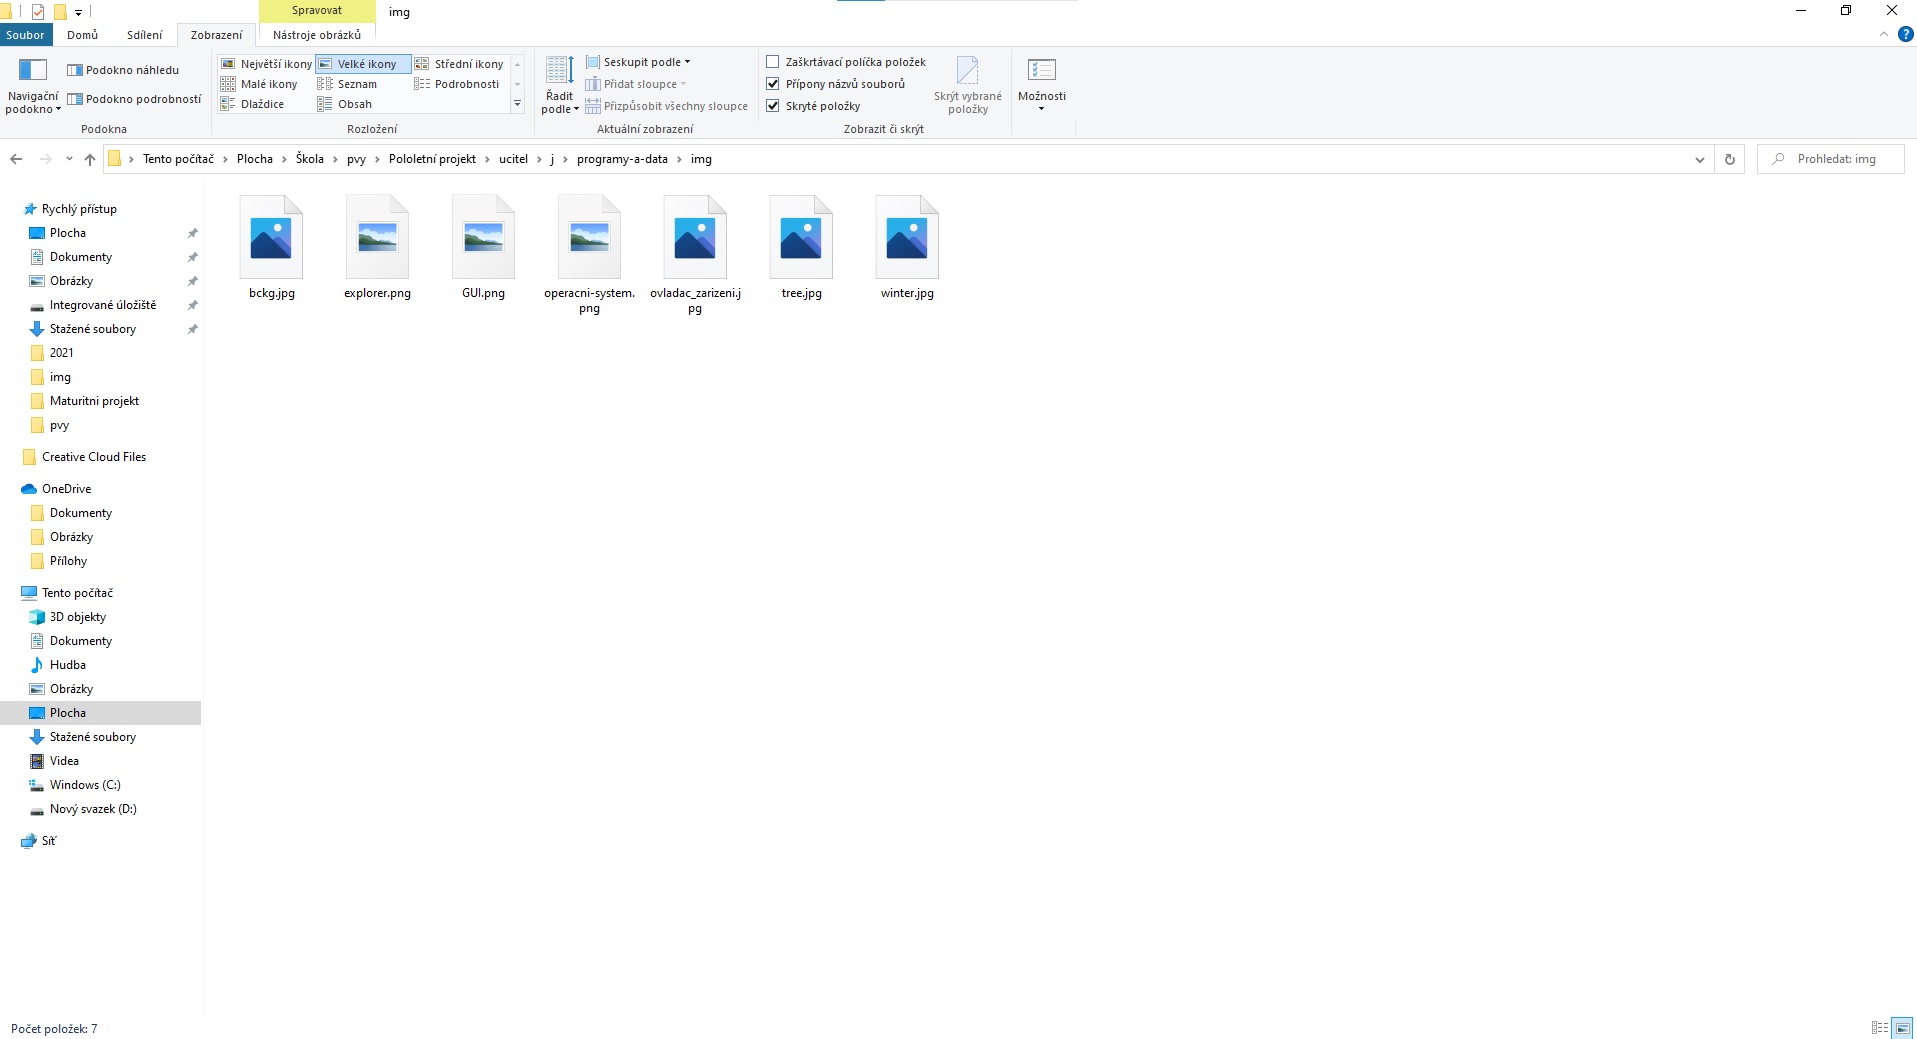 Spravovat
img
Soubor
Domů
Sdílení
Zobrazení
Nástroje obrázků
?
Navigační podokno
Podokno náhledu
Podokno podrobností
Podokna
Největší ikony
Velké ikony
Střední ikony
Malé ikony
Seznam
Podrobnosti
Dlaždice
Obsah
Rozložení
Řadit podle
Seskupit podle
Přidat sloupce
Přizpůsobit všechny sloupce
Aktuální zobrazení
Zaškrtávací políčka položek
Přípony názvů souborů
Skryté položky
Skrýt vybrané položky
Zobrazit či skrýt
Možnosti
Tento počítač > Plocha > Škola > pvy > Pololetní projekt > ucitel > j > programy-a-data > img
Prohledat: img
Rychlý přístup
Plocha
Dokumenty
Obrázky
Integrované úložiště
Stažené soubory
2021
img
Maturitni projekt
pvy
Creative Cloud Files
OneDrive
Dokumenty
Obrázky
Přílohy
Tento počítač
3D objekty
Dokumenty
Hudba
Obrázky
Plocha
Stažené soubory
Videa
Windows (C:)
Nový svazek (D:)
Síť
bckg.jpg
explorer.png
GUI.png
operacni-system.
png
ovladac_zarizeni.j
pg
tree.jpg
winter.jpg
Počet položek: 7